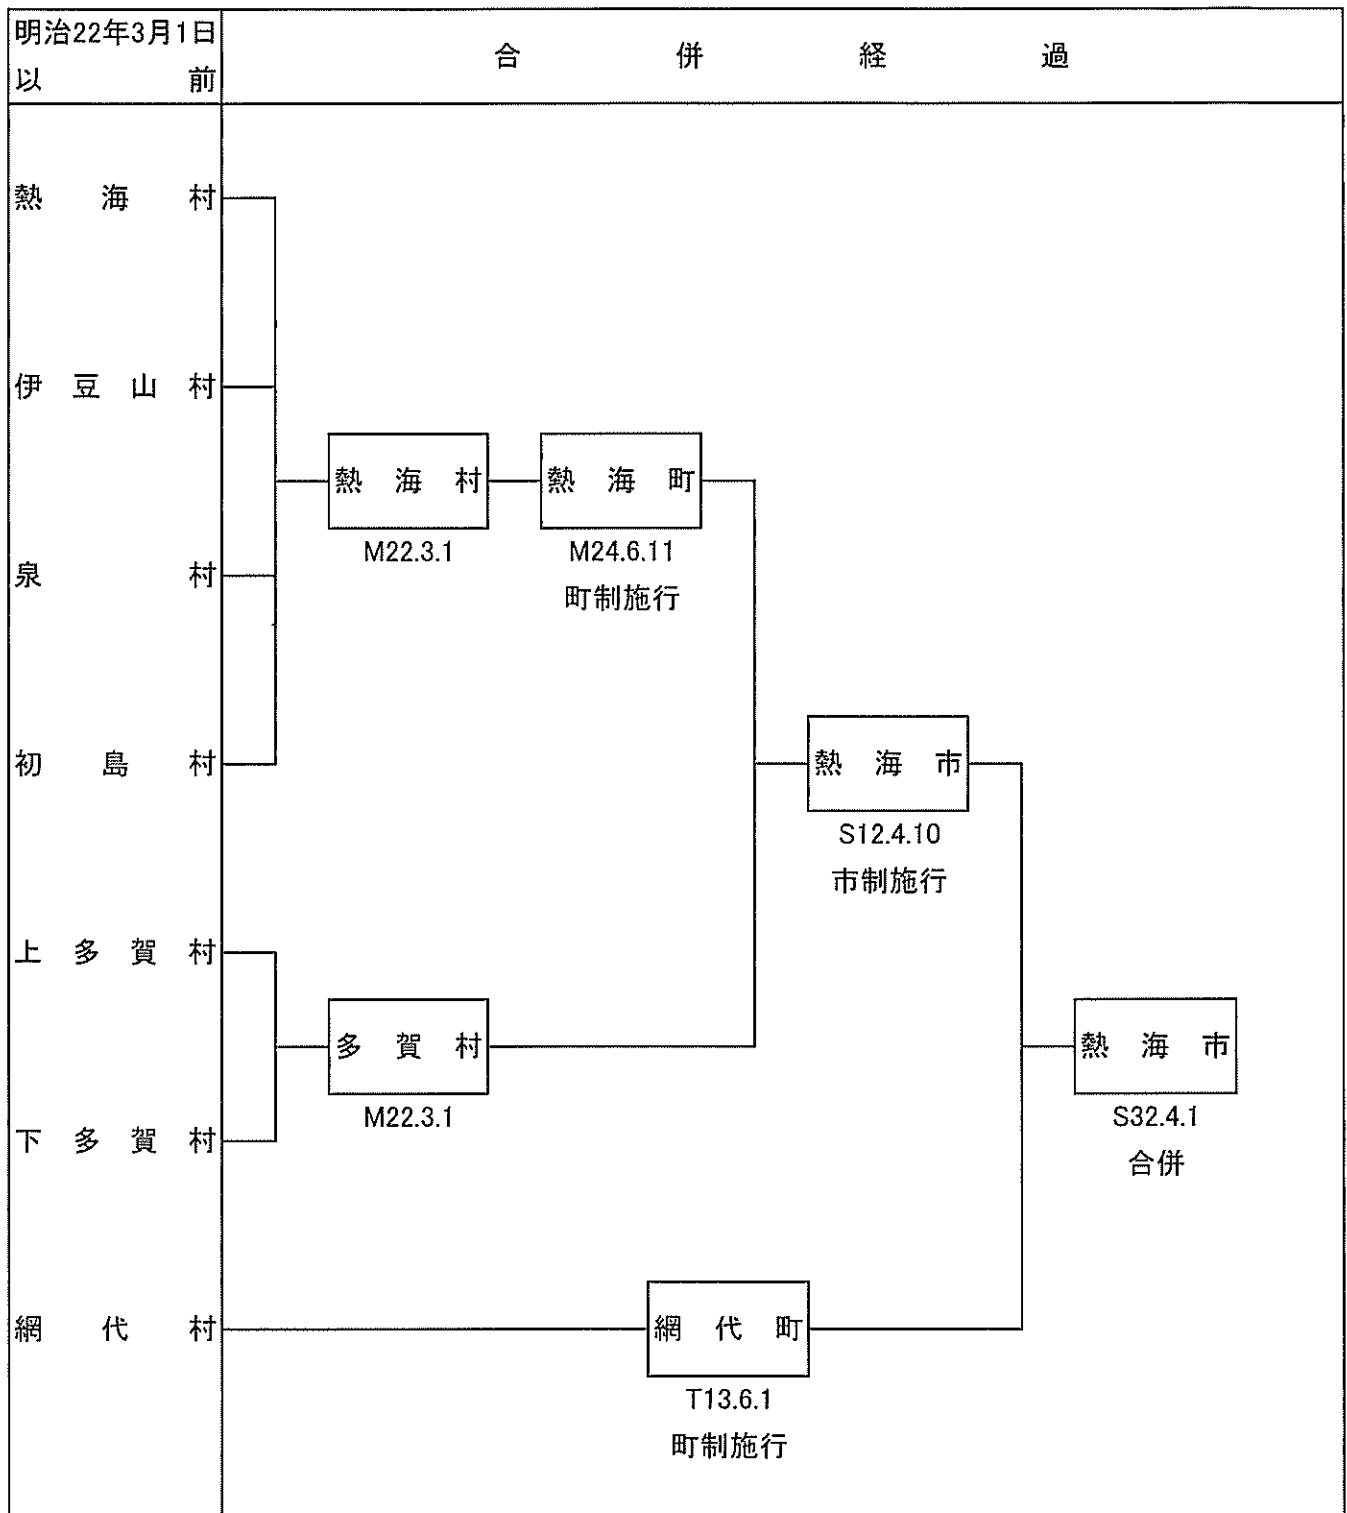 明治22年3月1日
以前
合併経過
熱海村
伊豆山村
熱海村
熱海町
M22.3.1
M24.6.11
町制施行
泉村
初島村
熱海市
S12.4.10
市制施行
上多賀村
多賀村
M22.3.1
熱海市
S32.4.1
合併
下多賀村
網代村
網代町
T13.6.1
町制施行